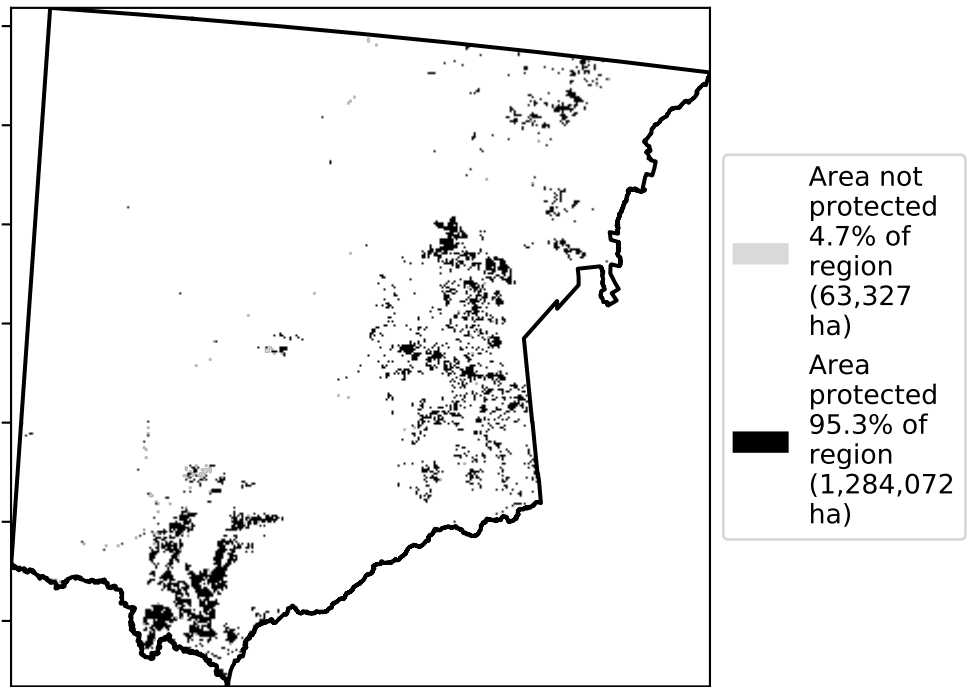 Area not
protected
4.7% of
region
(63,327
ha)
Area
protected
95.3% of
region
(1,284,072
ha)